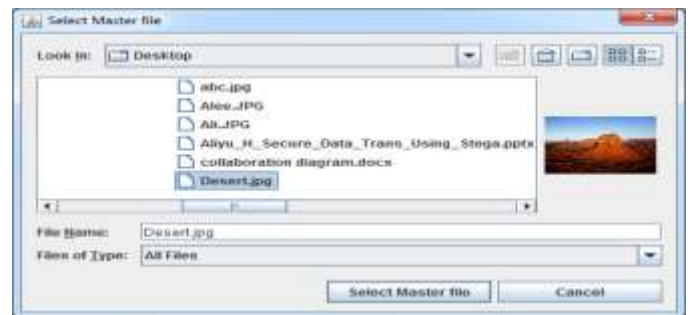 Select Master file
Look In: Desktop
abc.jpg
Alee.JPG
Ali.JPG
Aliyu_H_Secure_Data_Trans_Using_Stega.pptx
collaboration diagram.docx
Desert.jpg
File Name: Desert.jpg
Files of Type: All Files
Select Master file Cancel